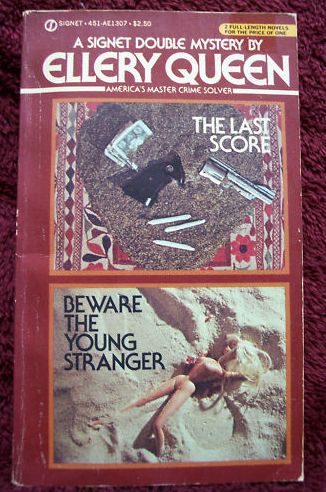 SIGNET • 451-AE1307 • $2.50
2 FULL-LENGTH NOVELS
FOR THE PRICE OF ONE
A SIGNET DOUBLE MYSTERY BY
ELLERY QUEEN
AMERICA'S MASTER CRIME SOLVER
THE LAST
SCORE
BEWARE
THE
YOUNG
STRANGER